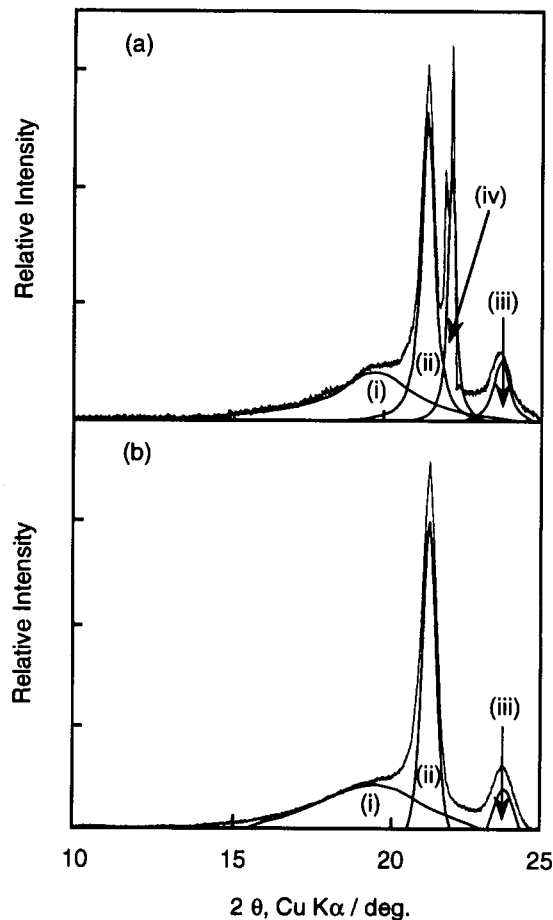 (a)
Relative Intensity
(iv)
(iii)
(ii)
(i)
(b)
Relative Intensity
(iii)
(ii)
(i)
10 15 20 25
2 θ, Cu Kα / deg.